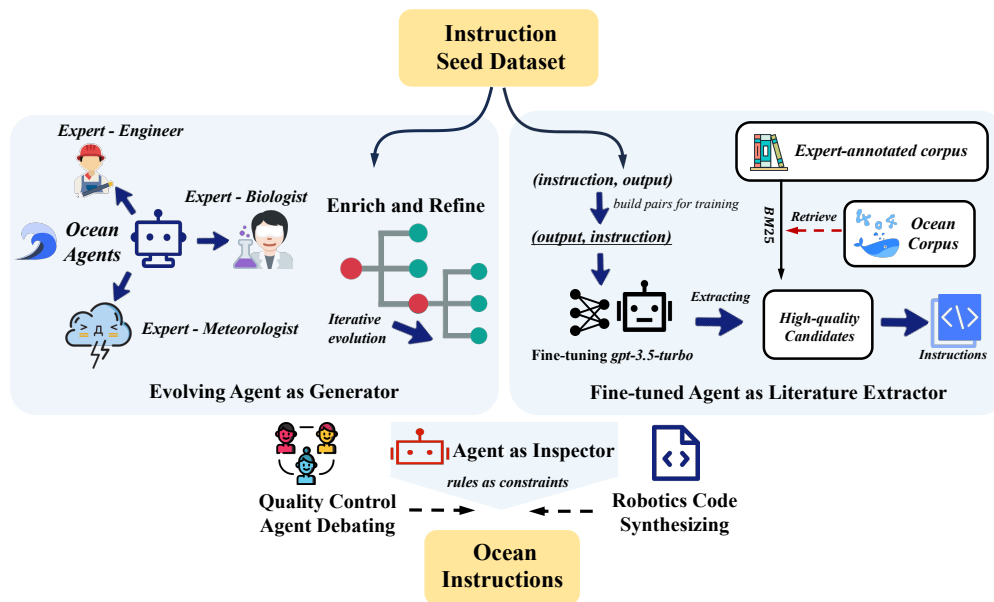 Instruction
Seed Dataset
Expert - Engineer
Expert - Biologist
Ocean
Agents
Expert - Meteorologist
Enrich and Refine
Iterative
evolution
Evolving Agent as Generator
(instruction, output)
build pairs for training
(output, instruction)
Fine-tuning gpt-3.5-turbo
Extracting
Expert-annotated corpus
BM25
Retrieve
Ocean
Corpus
High-quality
Candidates
Instructions
Fine-tuned Agent as Literature Extractor
Quality Control
Agent Debating
Agent as Inspector
rules as constraints
Robotics Code
Synthesizing
Ocean
Instructions